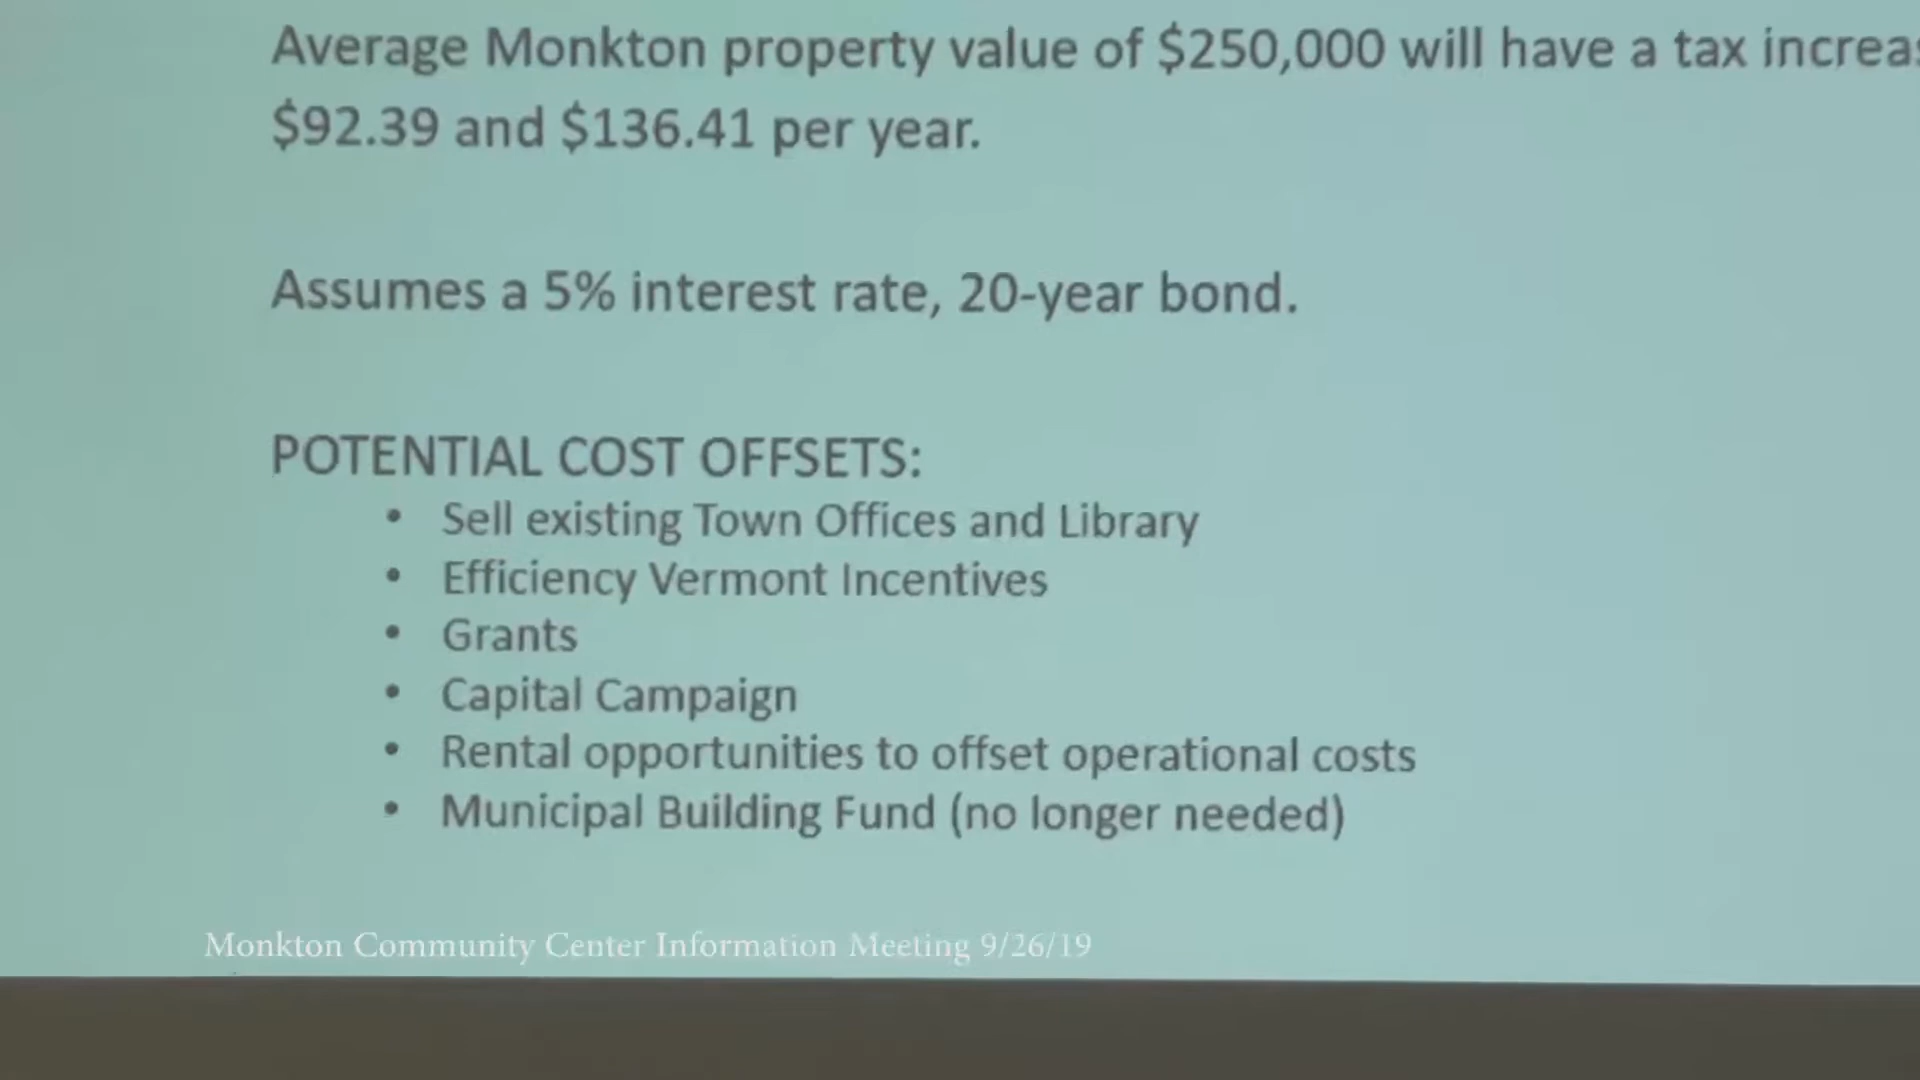 Average Monkton property value of $250,000 will have a tax
$92.39 and $136.41 per year.
Assumes a 5% interest rate, 20-year bond.
POTENTIAL COST OFFSETS:
• Sell existing Town Offices and Library
• Efficiency Vermont Incentives
• Grants
• Capital Campaign
• Rental opportunities to offset operational costs
• Municipal Building Fund (no longer needed)
Monkton Community Center Information Meeting 9/26/19